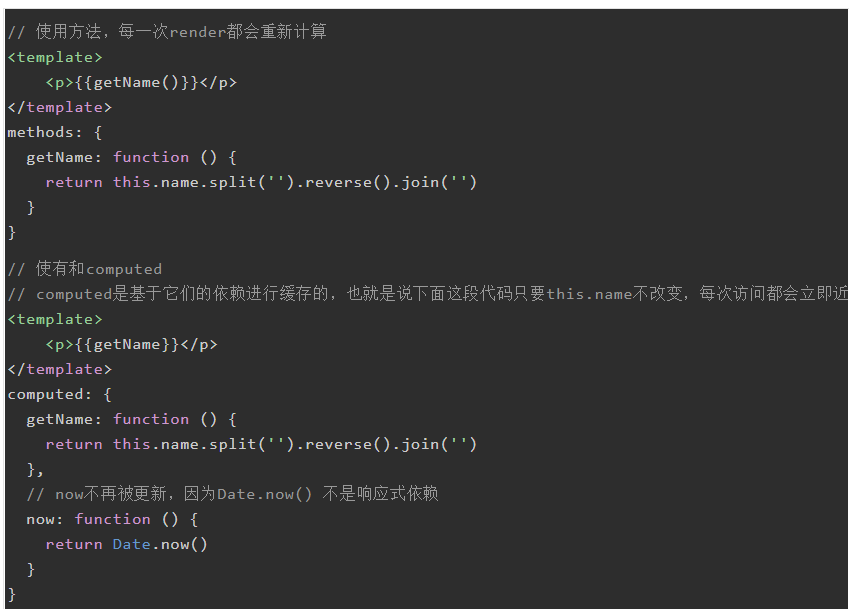 // 使用方法，每一次render都会重新计算
<template>
    <p>{{getName()}}</p>
</template>
methods: {
  getName: function () {
    return this.name.split('').reverse().join('')
  }
}
// 使有和computed
// computed是基于它们的依赖进行缓存的，也就是说下面这段代码只要this.name不改变，每次访问都会立即近
<template>
    <p>{{getName}}</p>
</template>
computed: {
  getName: function () {
    return this.name.split('').reverse().join('')
  },
  // now不再被更新，因为Date.now() 不是响应式依赖
  now: function () {
    return Date.now()
  }
}